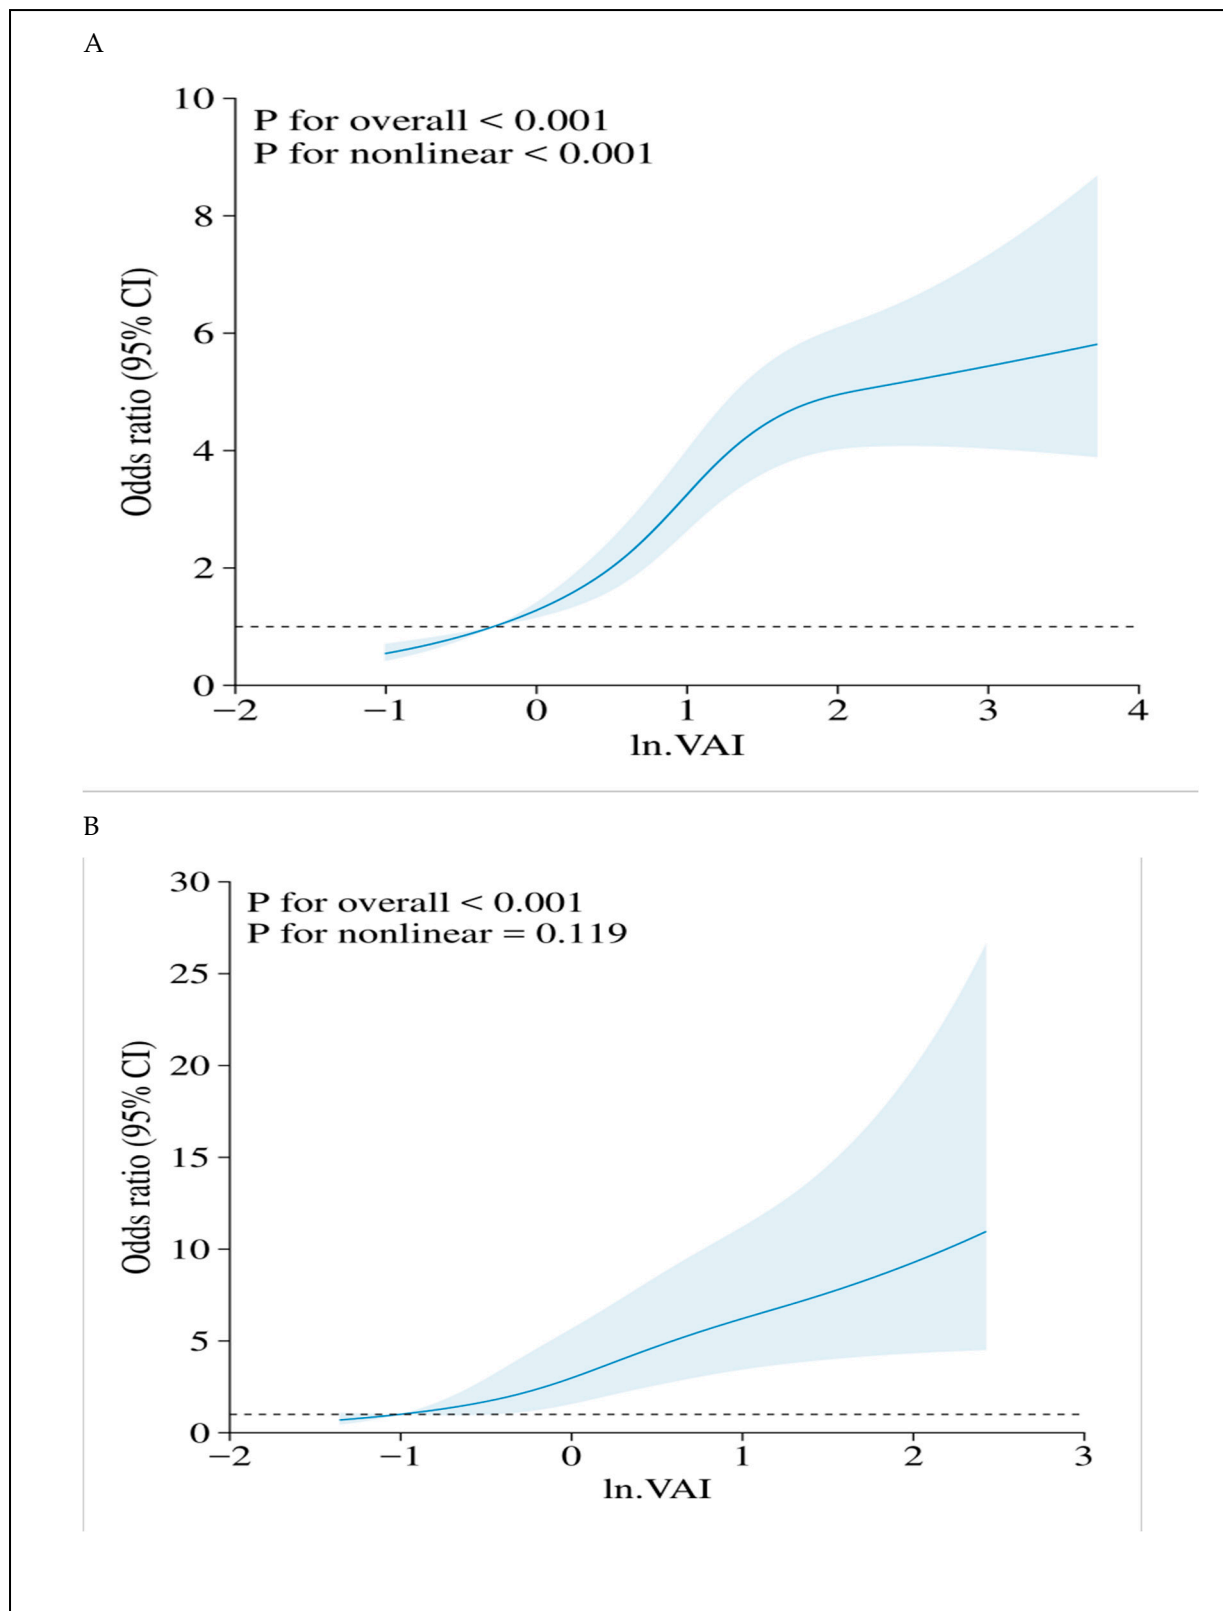 A
P for overall < 0.001
P for nonlinear < 0.001
Odds ratio (95% CI)
10
8
6
4
2
0
−2 −1 0 1 2 3 4
ln.VAI
B
P for overall < 0.001
P for nonlinear = 0.119
Odds ratio (95% CI)
30
25
20
15
10
5
0
−2 −1 0 1 2 3
ln.VAI